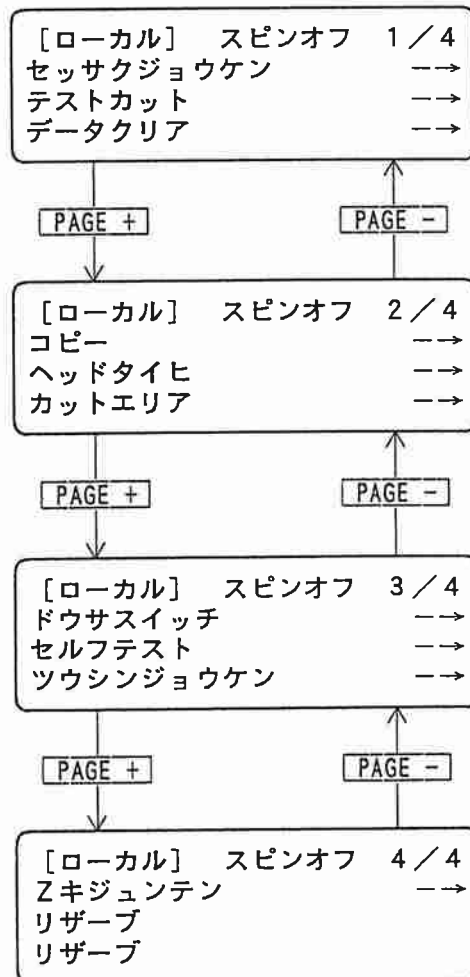 [ローカル] スピンオフ 1／4
セッサクジョウケン --→
テストカット --→
データクリア --→
PAGE + PAGE -
[ローカル] スピンオフ 2／4
コピー --→
ヘッドタイヒ --→
カットエリア --→
PAGE + PAGE -
[ローカル] スピンオフ 3／4
ドウサスイッチ --→
セルフテスト --→
ツウシンジョウケン --→
PAGE + PAGE -
[ローカル] スピンオフ 4／4
Zキジュンテン --→
リザーブ
リザーブ